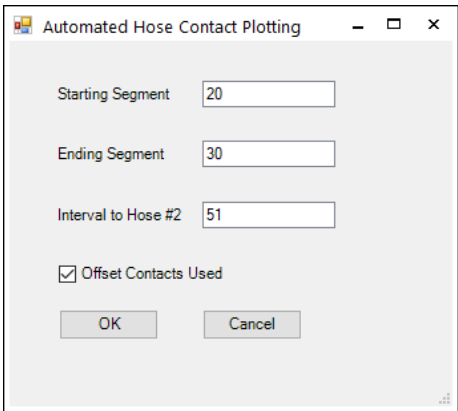 Automated Hose Contact Plotting
Starting Segment 20
Ending Segment 30
Interval to Hose #2 51
Offset Contacts Used
OK Cancel